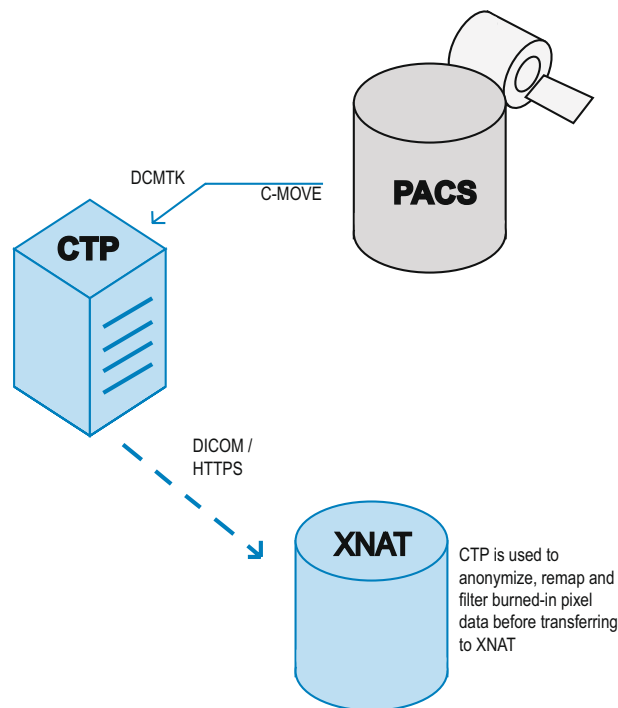 PACS
DCMTK
C-MOVE
CTP
DICOM /
HTTPS
XNAT
CTP is used to
anonymize, remap and
filter burned-in pixel
data before transferring
to XNAT